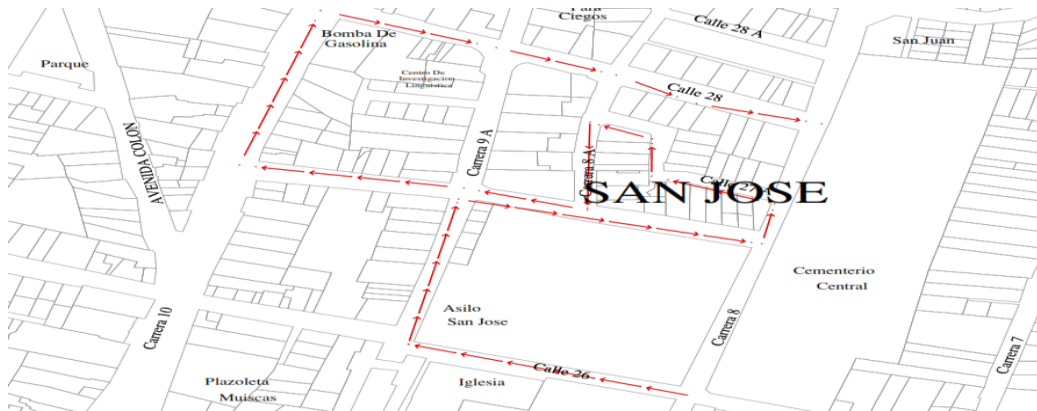 Para
Ciegos
Calle 28 A
Bomba De
Gasolina
San Juan
Parque
Centro De
Investigacion
Linguistica
Calle 28
AVENIDA COLON
Carrera 9 A
Carrera 8 A
Calle 27
SAN JOSE
Cementerio
Central
Asilo
San Jose
Carrera 10
Carrera 8
Carrera 7
Calle 26
Plazoleta
Muiscas
Iglesia